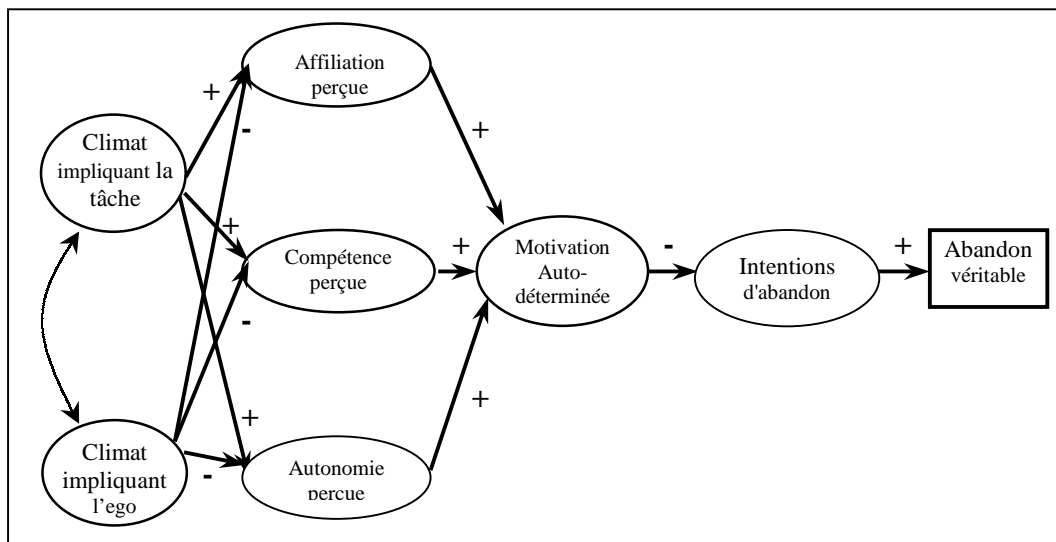 Affiliation
perçue
+
-
Climat
impliquant la
tâche
+
+
Compétence
perçue
+
Motivation
Auto-
déterminée
-
Intentions
d'abandon
+
Abandon
véritable
-
+
+
Climat
impliquant
l'ego
-
Autonomie
perçue